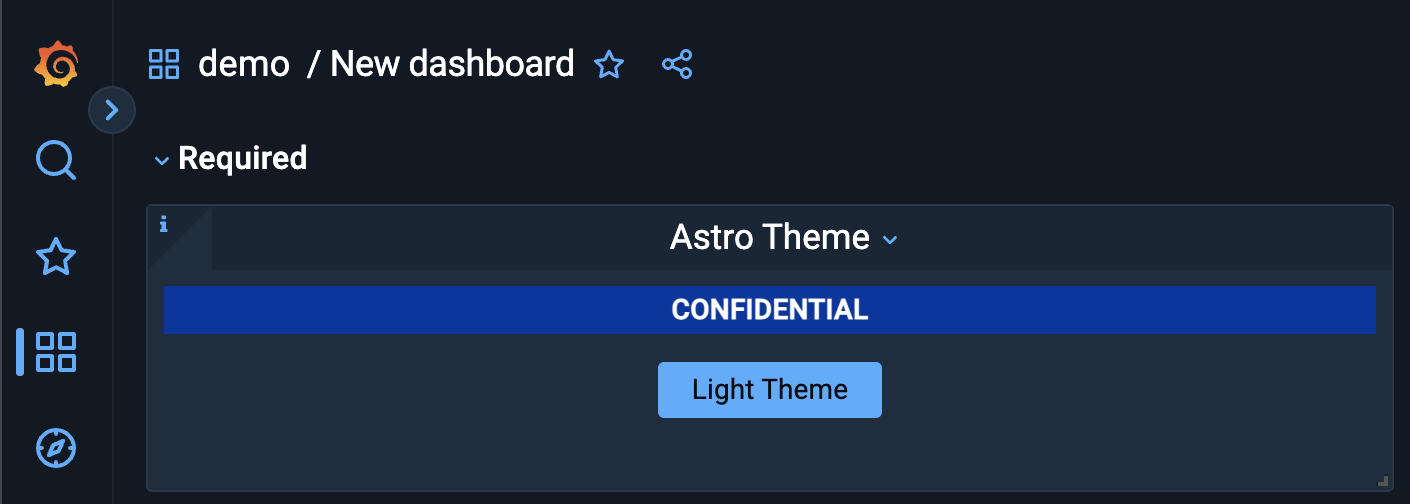 demo / New dashboard
Required
i
Astro Theme
CONFIDENTIAL
Light Theme